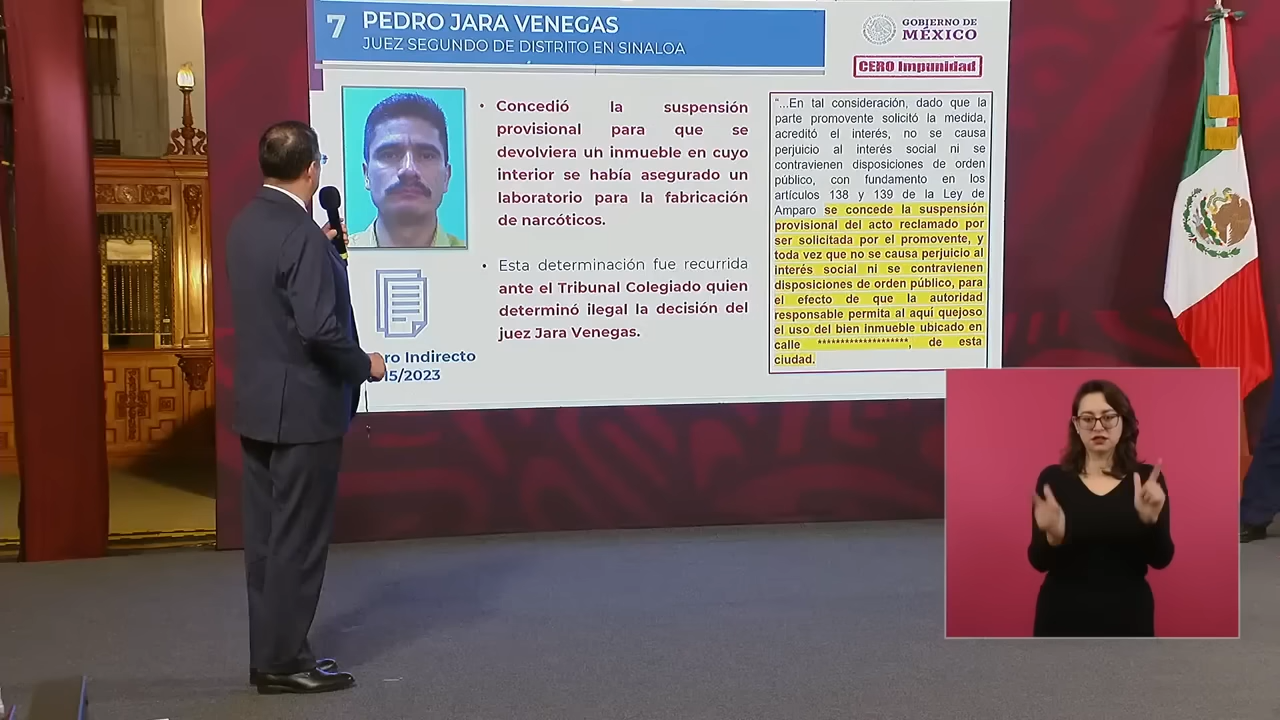 7 PEDRO JARA VENEGAS
JUEZ SEGUNDO DE DISTRITO EN SINALOA
GOBIERNO DE
MÉXICO
CERO Impunidad
• Concedió la suspensión
provisional para que se
devolviera un inmueble en cuyo
interior se había asegurado un
laboratorio para la fabricación
de narcóticos.
• Esta determinación fue recurrida
ante el Tribunal Colegiado quien
determinó ilegal la decisión del
juez Jara Venegas.
ro Indirecto
15/2023
“...En tal consideración, dado que la
parte promovente solicitó la medida,
acreditó el interés, no se causa
perjuicio al interés social ni se
contravienen disposiciones de orden
público, con fundamento en los
artículos 138 y 139 de la Ley de
Amparo se concede la suspensión
provisional del acto reclamado por
ser solicitada por el promovente, y
toda vez que no se causa perjuicio al
interés social ni se contravienen
disposiciones de orden público, para
el efecto de que la autoridad
responsable permita al aquí quejoso
el uso del bien inmueble ubicado en
calle *******************, de esta
ciudad.